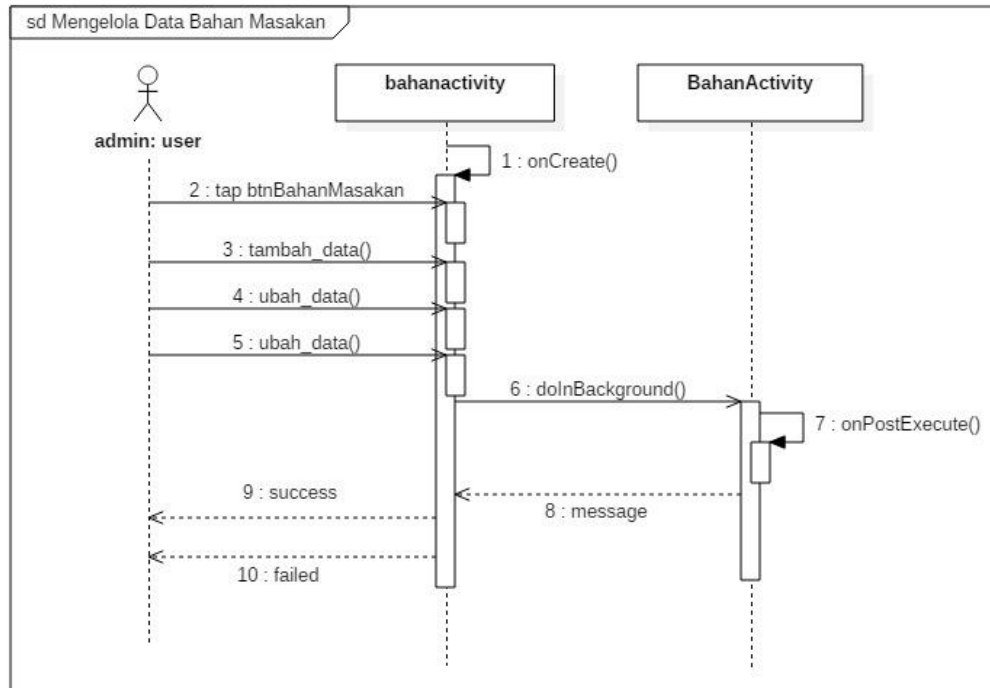 sd Mengelola Data Bahan Masakan
bahanactivity
BahanActivity
admin: user
1 : onCreate()
2 : tap btnBahanMasakan
3 : tambah_data()
4 : ubah_data()
5 : ubah_data()
6 : doInBackground()
7 : onPostExecute()
9 : success
8 : message
10 : failed